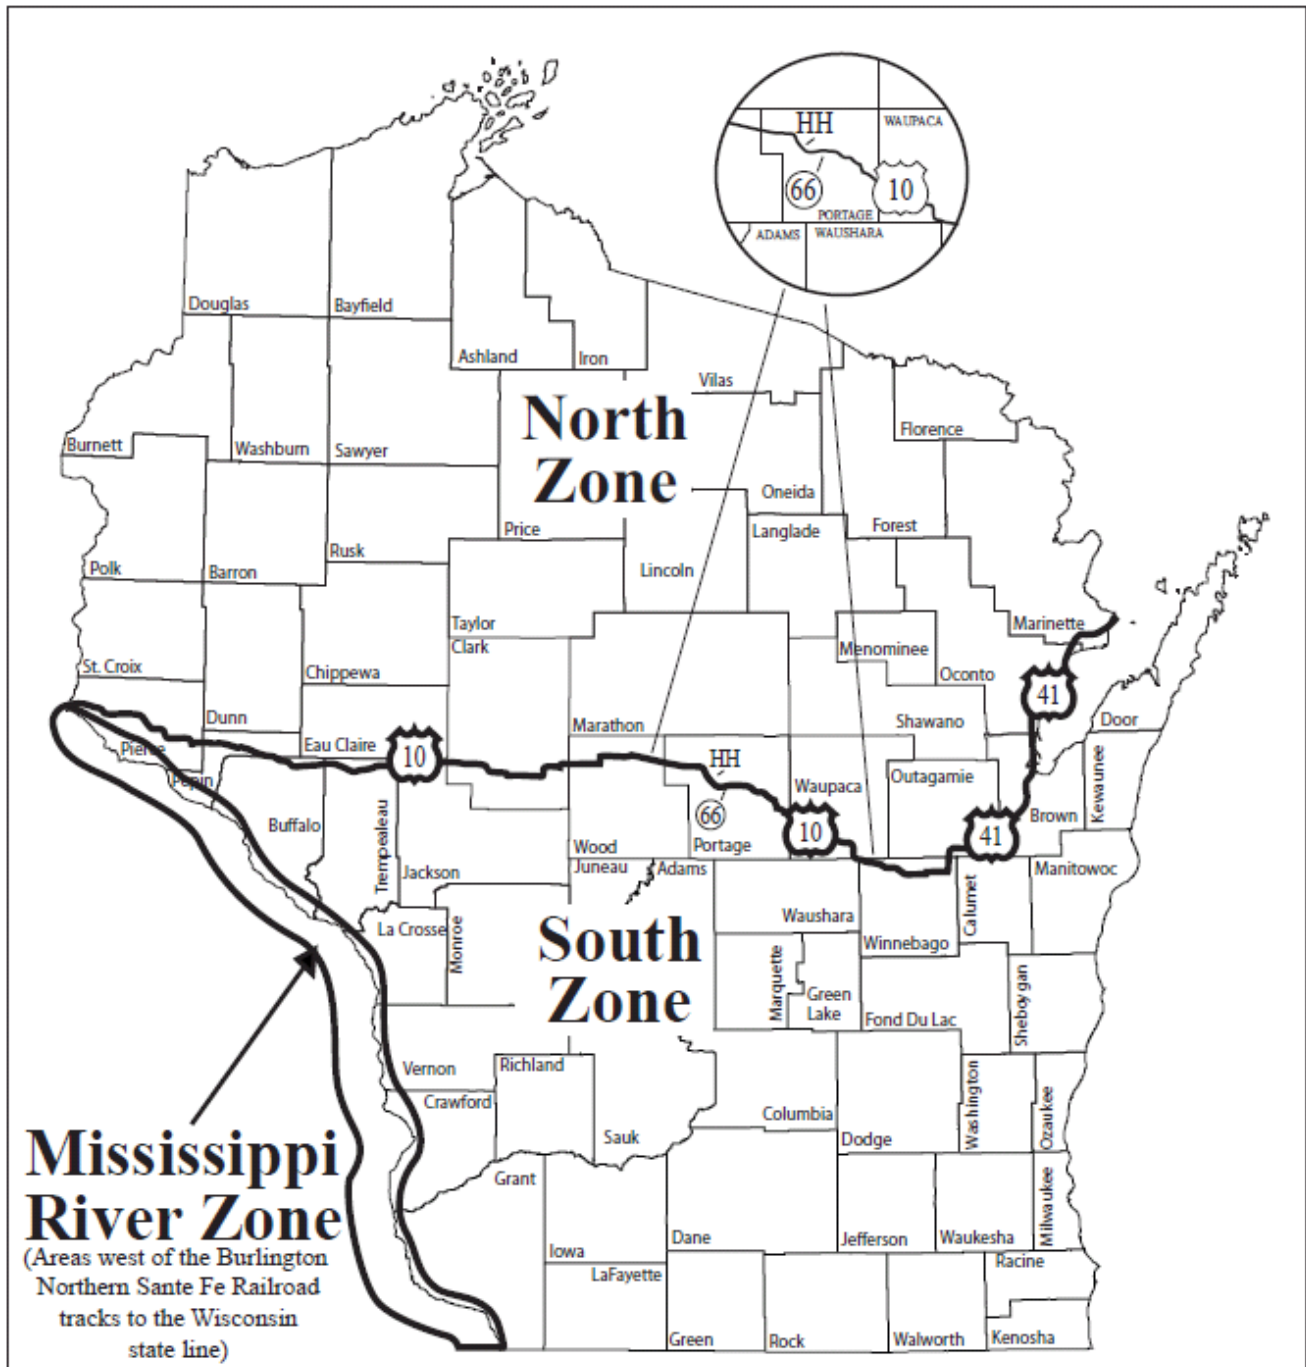 HH
WAUPACA
66
10
PORTAGE
ADAMS
WAUSHARA
Douglas
Bayfield
Ashland
Iron
Vilas
North
Zone
Florence
Burnett
Washburn
Sawyer
Oneida
Price
Langlade
Forest
Rusk
Polk
Barron
Lincoln
Taylor
Marinette
Clark
Menominee
St. Croix
Chippewa
Oconto
41
Dunn
Marathon
Shawano
Door
Pierce
Eau Claire
10
HH
Pepin
Waupaca
Outagamie
Kewaunee
66
Brown
Buffalo
10
41
Trempealeau
Wood
Portage
Jackson
Juneau
Adams
Manitowoc
Calumet
Waushara
La Crosse
Monroe
Winnebago
South
Zone
Marquette
Green
Lake
Fond Du Lac
Sheboygan
Vernon
Richland
Crawford
Columbia
Washington
Ozaukee
Sauk
Dodge
Mississippi
River Zone
(Areas west of the Burlington
Northern Sante Fe Railroad
tracks to the Wisconsin
state line)
Grant
Milwaukee
Dane
Jefferson
Waukesha
Iowa
Racine
LaFayette
Green
Rock
Walworth
Kenosha